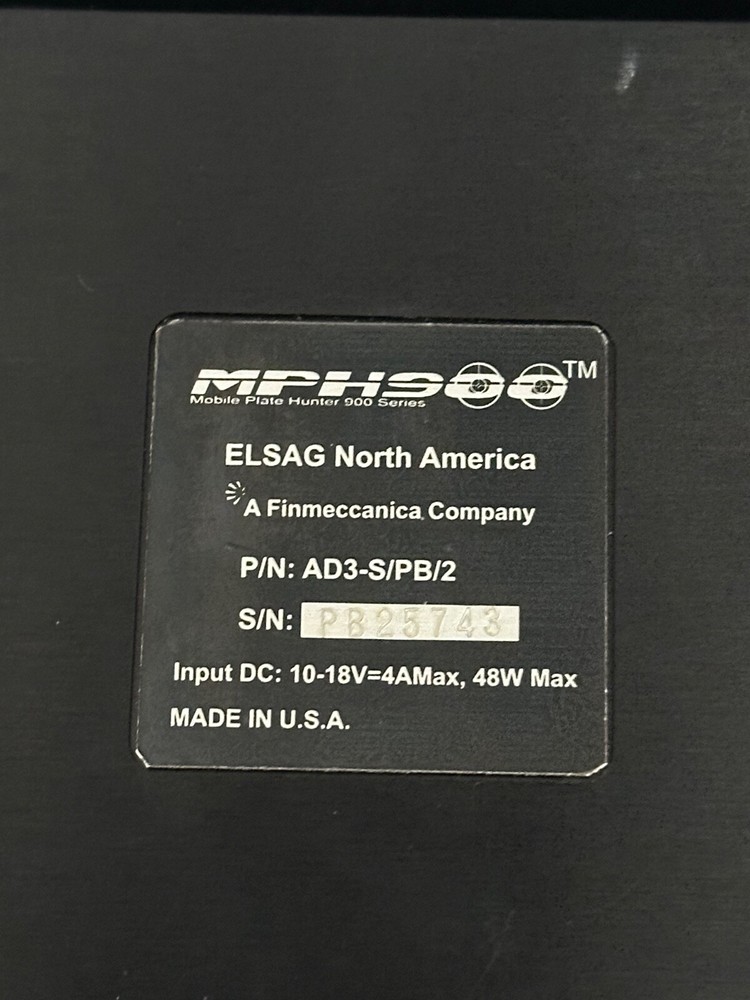 MPH900™
Mobile Plate Hunter 900 Series
ELSAG North America
A Finmeccanica Company
P/N: AD3-S/PB/2
S/N: PB25743
Input DC: 10-18V=4AMax, 48W Max
MADE IN U.S.A.